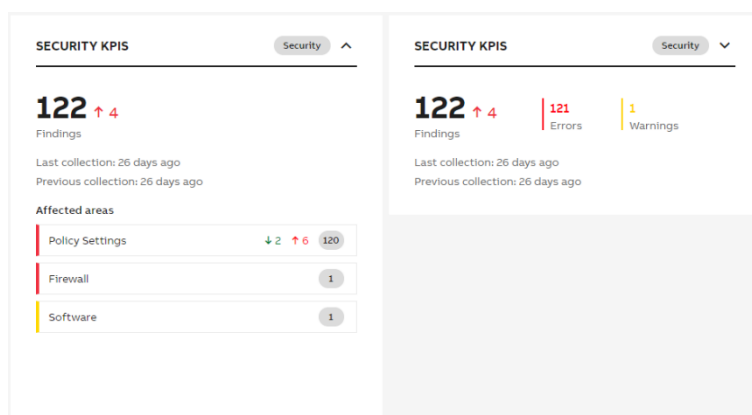 SECURITY KPIS Security
122 ↑ 4
Findings
Last collection: 26 days ago
Previous collection: 26 days ago
Affected areas
Policy Settings ↓ 2 ↑ 6 120
Firewall 1
Software 1
SECURITY KPIS Security
122 ↑ 4 121 1
Findings Errors Warnings
Last collection: 26 days ago
Previous collection: 26 days ago